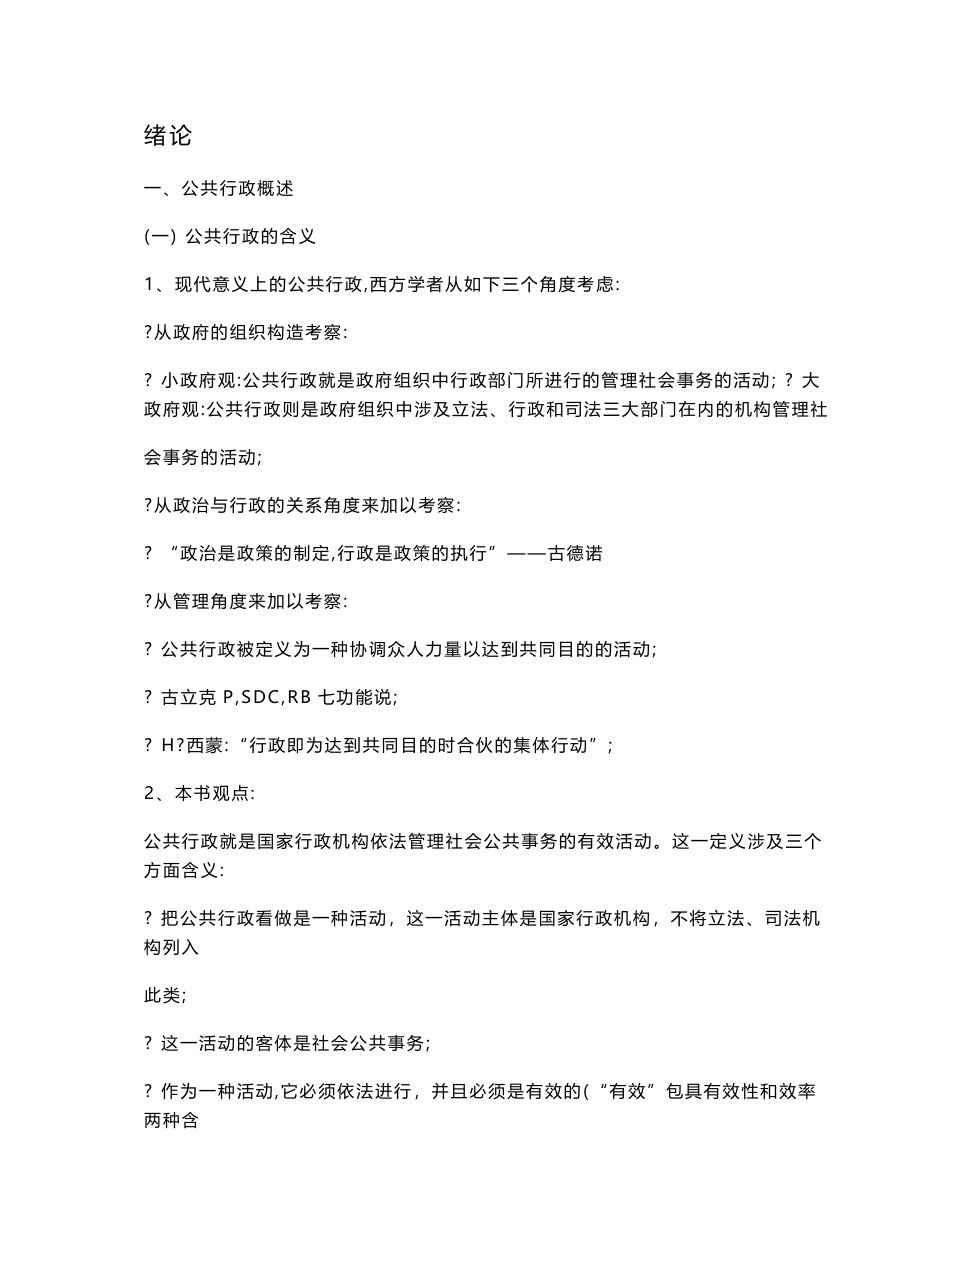 绪论
一、公共行政概述
(一) 公共行政的含义
1、现代意义上的公共行政,西方学者从如下三个角度考虑:
?从政府的组织构造考察:
? 小政府观:公共行政就是政府组织中行政部门所进行的管理社会事务的活动; ? 大
政府观:公共行政则是政府组织中涉及立法、行政和司法三大部门在内的机构管理社
会事务的活动;
?从政治与行政的关系角度来加以考察:
? “政治是政策的制定,行政是政策的执行”——古德诺
?从管理角度来加以考察:
? 公共行政被定义为一种协调众人力量以达到共同目的的活动;
? 古立克 P,SDC,RB 七功能说;
? H?西蒙:“行政即为达到共同目的时合伙的集体行动”;
2、本书观点:
公共行政就是国家行政机构依法管理社会公共事务的有效活动。这一定义涉及三个
方面含义:
? 把公共行政看做是一种活动，这一活动主体是国家行政机构，不将立法、司法机
构列入
此类;
? 这一活动的客体是社会公共事务;
? 作为一种活动,它必须依法进行，并且必须是有效的(“有效”包具有效性和效率
两种含